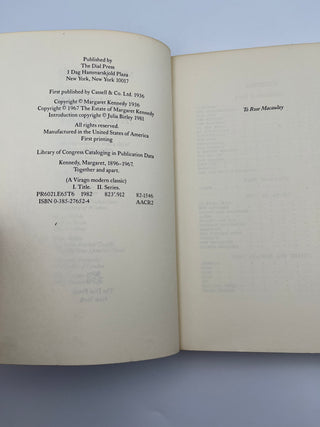 Published by
The Dial Press
1 Dag Hammarskjold Plaza
New York, New York 10017
First published by Cassell & Co. Ltd. 1936
Copyright © Margaret Kennedy 1936
Copyright © 1967 The Estate of Margaret Kennedy
Introduction copyright © Julia Birley 1981
All rights reserved.
Manufactured in the United States of America
First printing
Library of Congress Cataloging in Publication Data
Kennedy, Margaret, 1896-1967.
Together and apart.
(A Virago modern classic)
I. Title. II. Series.
PR6021.E65T6 1982 823'.912 82-1546
ISBN 0-385-27652-4 AACR2
To Rose Macaulay